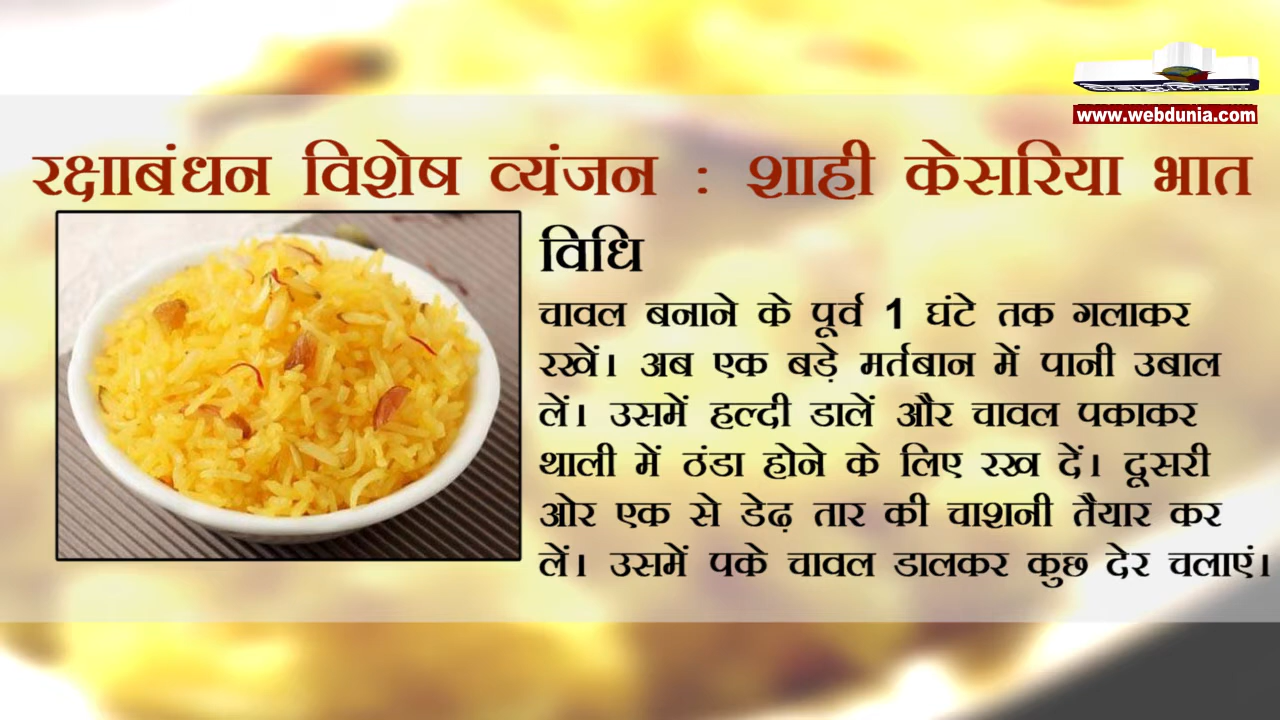 www.webdunia.com
रक्षाबंधन विशेष व्यंजन : शाही केसरिया भात
विधि
चावल बनाने के पूर्व 1 घंटे तक गलाकर
रखें। अब एक बड़े मर्तबान में पानी उबाल
लें। उसमें हल्दी डालें और चावल पकाकर
थाली में ठंडा होने के लिए रख दें। दूसरी
ओर एक से डेढ़ तार की चाशनी तैयार कर
लें। उसमें पके चावल डालकर कुछ देर चलाएं।